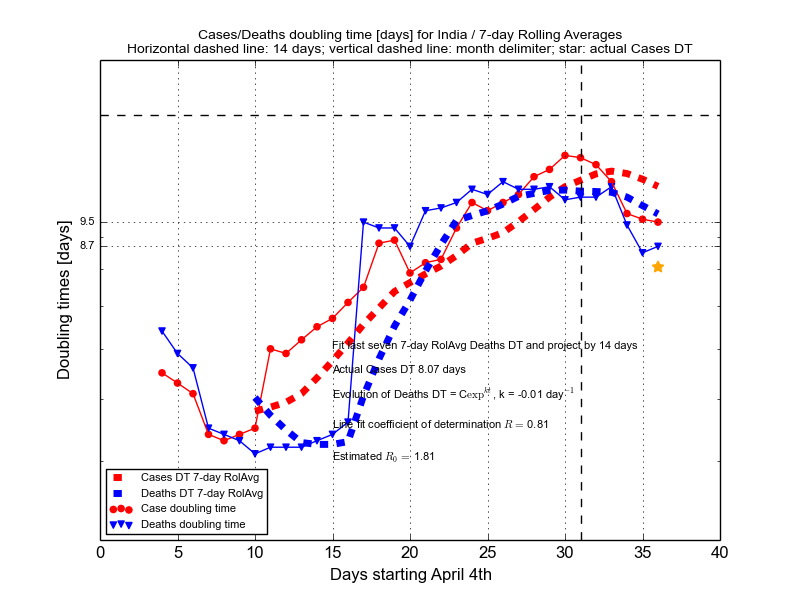 Cases/Deaths doubling time [days] for India / 7-day Rolling Averages
Horizontal dashed line: 14 days; vertical dashed line: month delimiter; star: actual Cases DT
Doubling times [days]
9.5
8.7
Fit last seven 7-day RolAvg Deaths DT and project by 14 days
Actual Cases DT 8.07 days
Evolution of Deaths DT = Cexp^{kt}, k = -0.01 day^{-1}
Line fit coefficient of determination R = 0.81
Estimated R_0 = 1.81
Cases DT 7-day RolAvg
Deaths DT 7-day RolAvg
Case doubling time
Deaths doubling time
0 5 10 15 20 25 30 35 40
Days starting April 4th